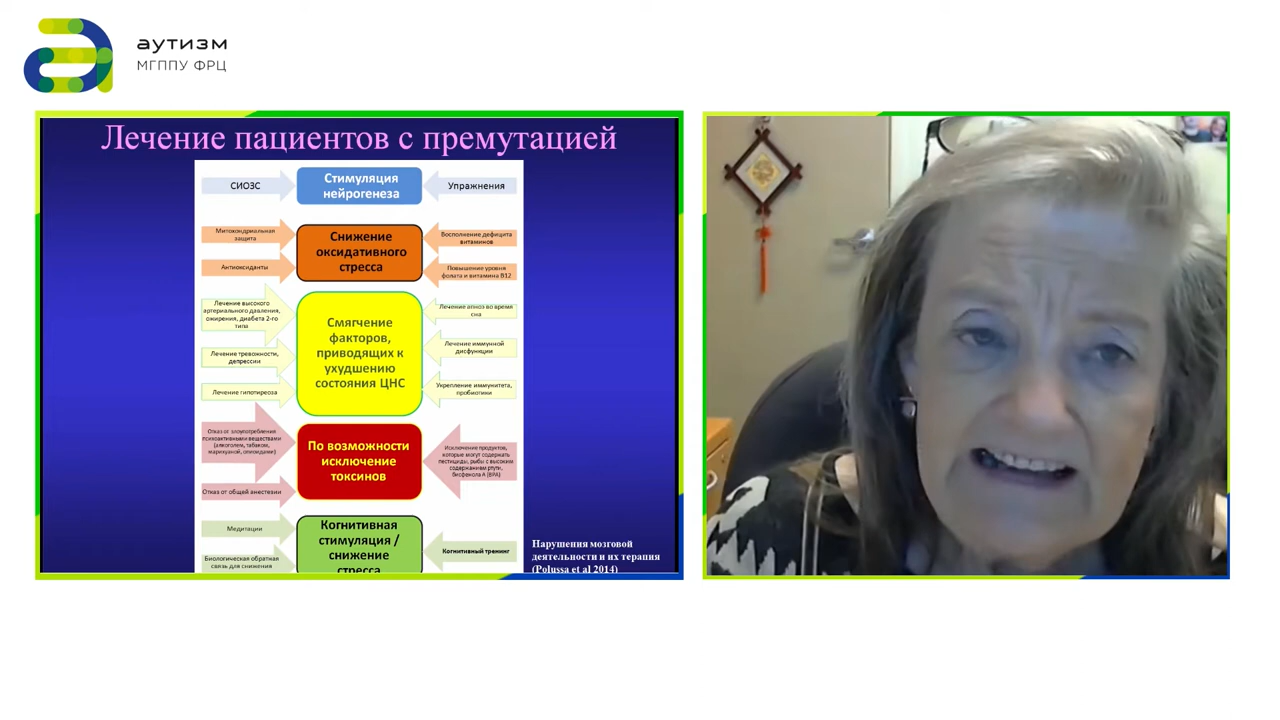 аутизм
МГППУ ФРЦ
Лечение пациентов с премутацией
СИОЗС
Стимуляция
нейрогенеза
Упражнения
Митохондриальная
защита
Антиоксиданты
Снижение
оксидативного
стресса
Восполнение дефицита
витаминов
Повышение уровня
фолата и витамина В12
Лечение высокого
артериального давления,
ожирения, диабета 2-го
типа
Лечение тревожности,
депрессии
Лечение гипотиреоза
Смягчение
факторов,
приводящих к
ухудшению
состояния ЦНС
Лечение апноэ во время
сна
Лечение иммунной
дисфункции
Укрепление иммунитета,
пробиотики
Отказ от злоупотребления
психоактивными веществами
(алкоголем, табаком,
марихуаной, опиоидами)
Отказ от общей анестезии
По возможности
исключение
токсинов
Исключение продуктов,
которые могут содержать
пестициды, рыбы с высоким
содержанием ртути,
бисфенола А (BPA)
Медитации
Биологическая обратная
связь для снижения
Когнитивная
стимуляция /
снижение
стресса
Когнитивный тренинг
Нарушения мозговой
деятельности и их терапия
(Polussa et al 2014)